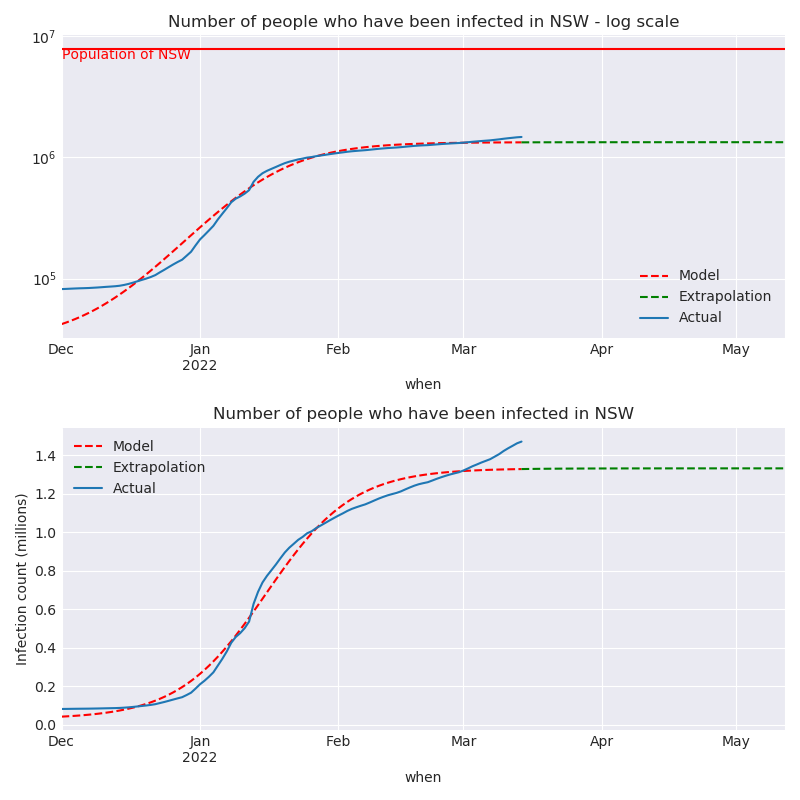 Number of people who have been infected in NSW - log scale
10⁷
Population of NSW
10⁶
10⁵
Model
Extrapolation
Actual
Dec Jan Feb Mar Apr May
2022
when
Number of people who have been infected in NSW
Infection count (millions)
1.4
1.2
1.0
0.8
0.6
0.4
0.2
0.0
Model
Extrapolation
Actual
Dec Jan Feb Mar Apr May
2022
when